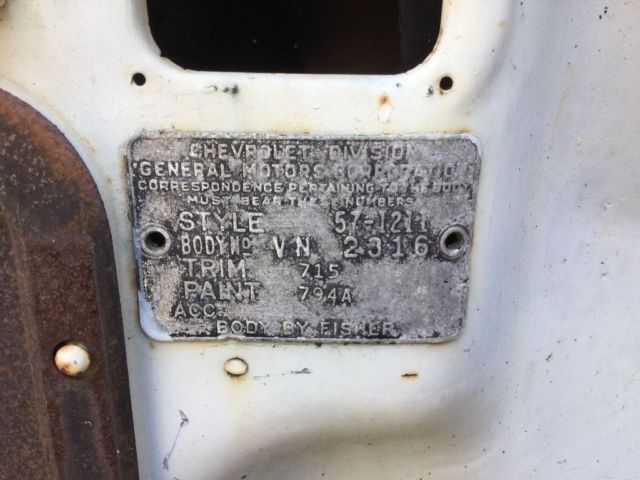 CHEVROLET DIVISION
GENERAL MOTORS CORPORATION
CORRESPONDENCE PERTAINING TO THE BODY
MUST BEAR THESE NUMBERS
STYLE 57-1211
BODY No VN 2316
TRIM 715
PAINT 794A
ACC.
BODY BY FISHER